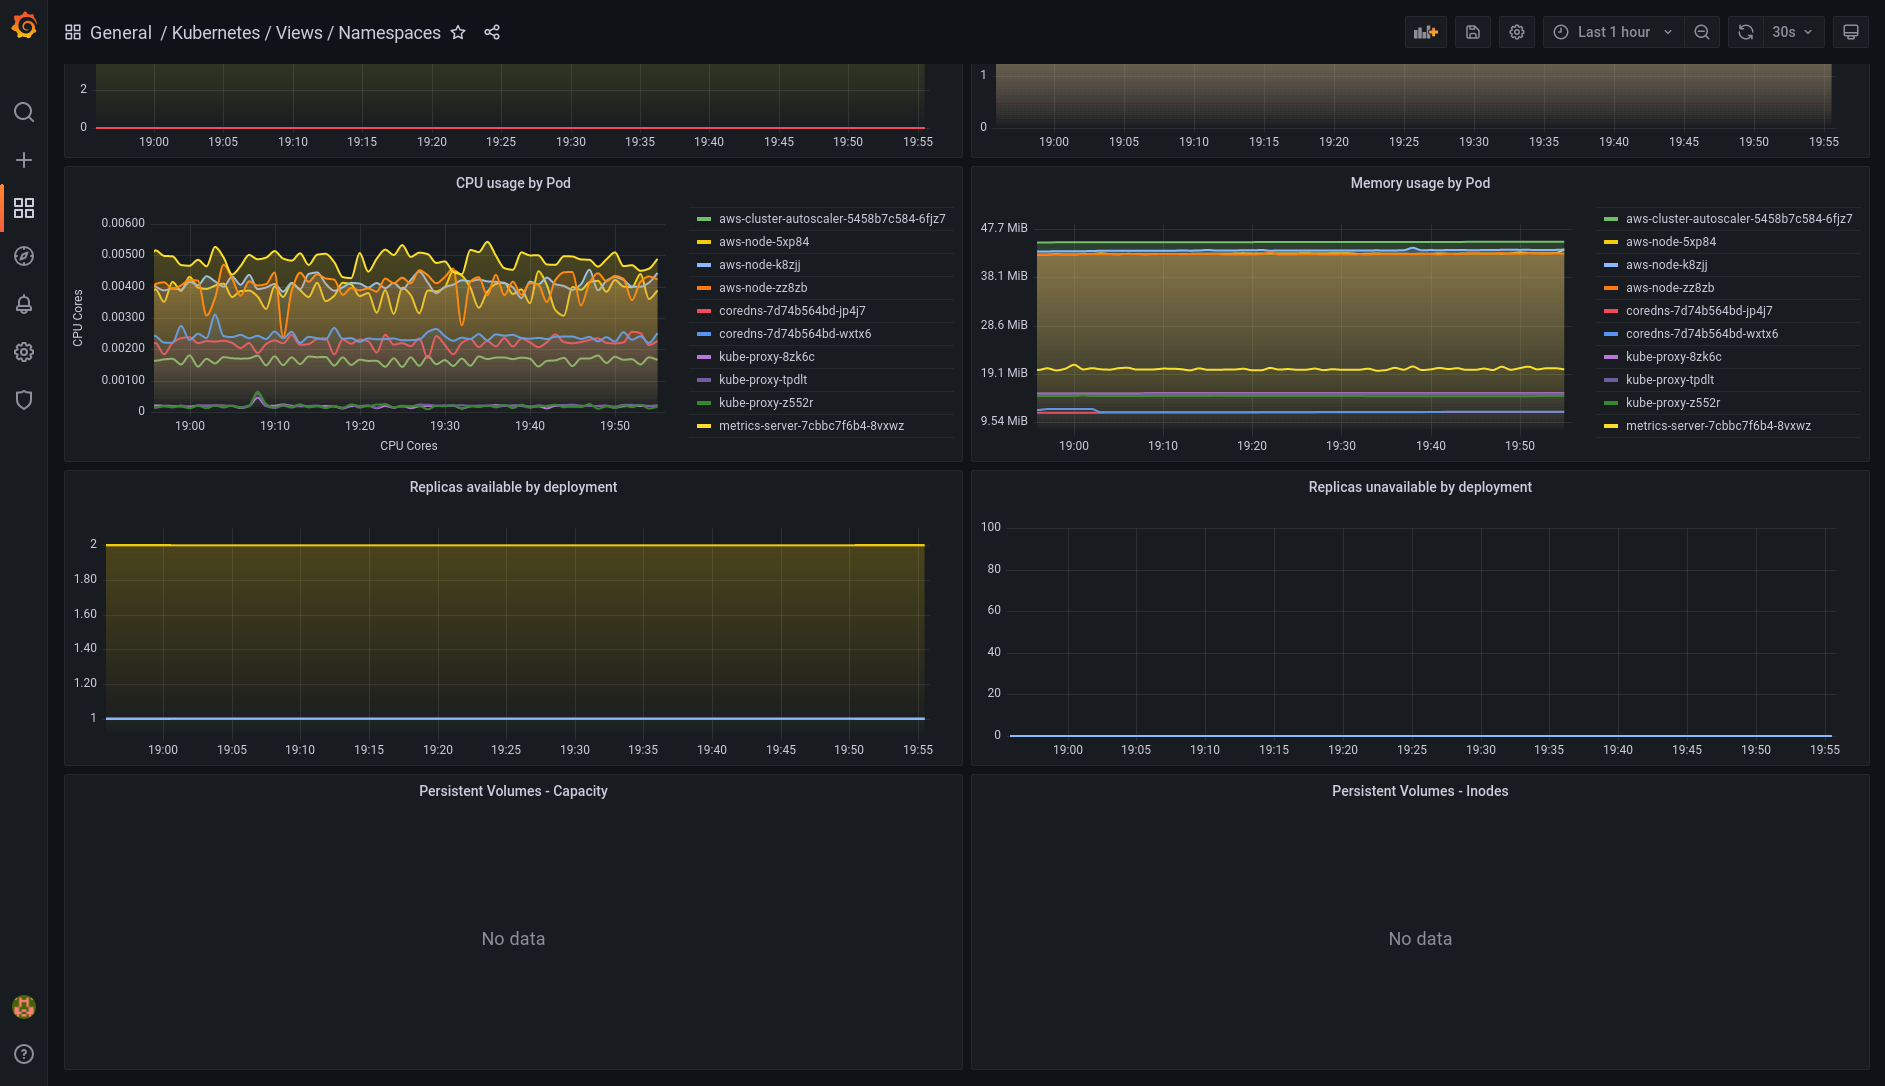 General / Kubernetes / Views / Namespaces
Last 1 hour
30s
2
0
19:00 19:05 19:10 19:15 19:20 19:25 19:30 19:35 19:40 19:45 19:50 19:55
1
0
19:00 19:05 19:10 19:15 19:20 19:25 19:30 19:35 19:40 19:45 19:50 19:55
CPU usage by Pod
CPU Cores
0.00600
0.00500
0.00400
0.00300
0.00200
0.00100
0
19:00 19:10 19:20 19:30 19:40 19:50
CPU Cores
aws-cluster-autoscaler-5458b7c584-6fjz7
aws-node-5xp84
aws-node-k8zjj
aws-node-zz8zb
coredns-7d74b564bd-jp4j7
coredns-7d74b564bd-wxtx6
kube-proxy-8zk6c
kube-proxy-tpdlt
kube-proxy-z552r
metrics-server-7cbbc7f6b4-8vxwz
Memory usage by Pod
47.7 MiB
38.1 MiB
28.6 MiB
19.1 MiB
9.54 MiB
19:00 19:10 19:20 19:30 19:40 19:50
aws-cluster-autoscaler-5458b7c584-6fjz7
aws-node-5xp84
aws-node-k8zjj
aws-node-zz8zb
coredns-7d74b564bd-jp4j7
coredns-7d74b564bd-wxtx6
kube-proxy-8zk6c
kube-proxy-tpdlt
kube-proxy-z552r
metrics-server-7cbbc7f6b4-8vxwz
Replicas available by deployment
2
1.80
1.60
1.40
1.20
1
19:00 19:05 19:10 19:15 19:20 19:25 19:30 19:35 19:40 19:45 19:50 19:55
Replicas unavailable by deployment
100
80
60
40
20
0
19:00 19:05 19:10 19:15 19:20 19:25 19:30 19:35 19:40 19:45 19:50 19:55
Persistent Volumes - Capacity
No data
Persistent Volumes - Inodes
No data